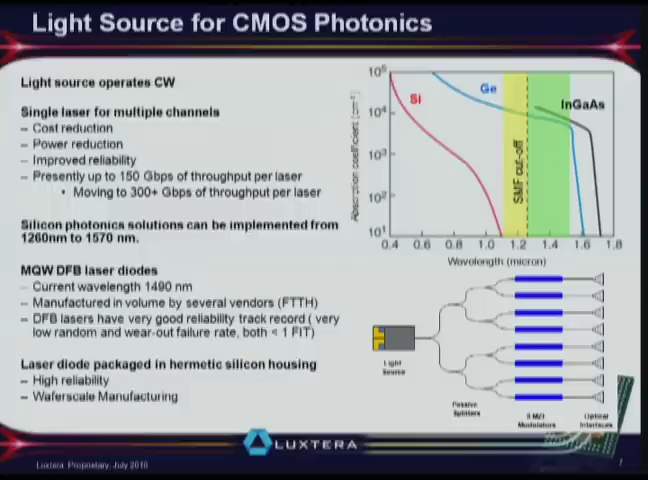 Light Source for CMOS Photonics
Light source operates CW
Single laser for multiple channels
– Cost reduction
– Power reduction
– Improved reliability
– Presently up to 150 Gbps of throughput per laser
• Moving to 300+ Gbps of throughput per laser
Silicon photonics solutions can be implemented from
1260nm to 1570 nm.
MQW DFB laser diodes
– Current wavelength 1490 nm
– Manufactured in volume by several vendors (FTTH)
– DFB lasers have very good reliability track record ( very
low random and wear-out failure rate, both < 1 FIT)
Laser diode packaged in hermetic silicon housing
– High reliability
– Waferscale Manufacturing
Absorption coefficient (cm⁻¹)
10⁵
10⁴
10³
10²
10¹
Si
Ge
InGaAs
SMF cut-off
0.4 0.6 0.8 1.0 1.2 1.4 1.6 1.8
Wavelength (micron)
Light
Source
Passive
Splitters
8 MZI
Modulators
Optical
Interfaces
LUXTERA
Luxtera Proprietary, July 2010
7